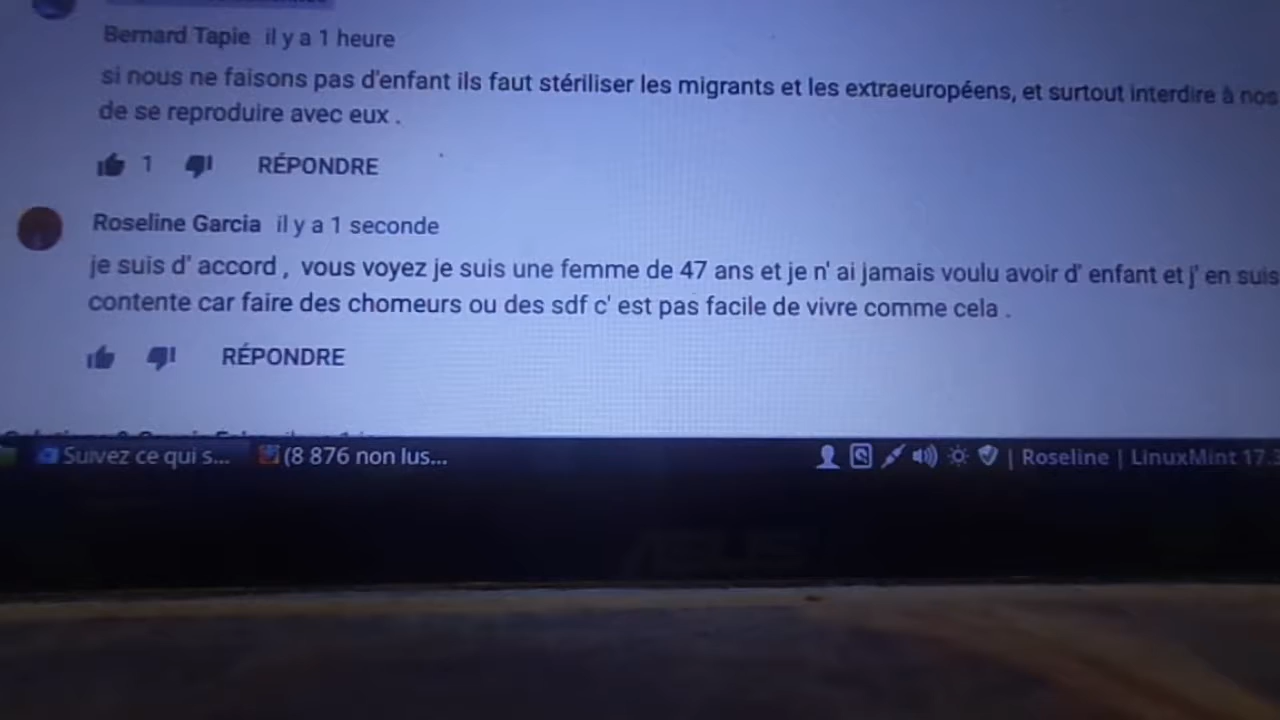 Bernard Tapie il y a 1 heure
si nous ne faisons pas d'enfant ils faut stériliser les migrants et les extraeuropéens, et surtout interdire à nos
de se reproduire avec eux .
1 RÉPONDRE
Roseline Garcia il y a 1 seconde
je suis d' accord , vous voyez je suis une femme de 47 ans et je n' ai jamais voulu avoir d' enfant et j' en suis
contente car faire des chomeurs ou des sdf c' est pas facile de vivre comme cela .
RÉPONDRE
Suivez ce qui s... (8 876 non lus... | Roseline | LinuxMint 17.3